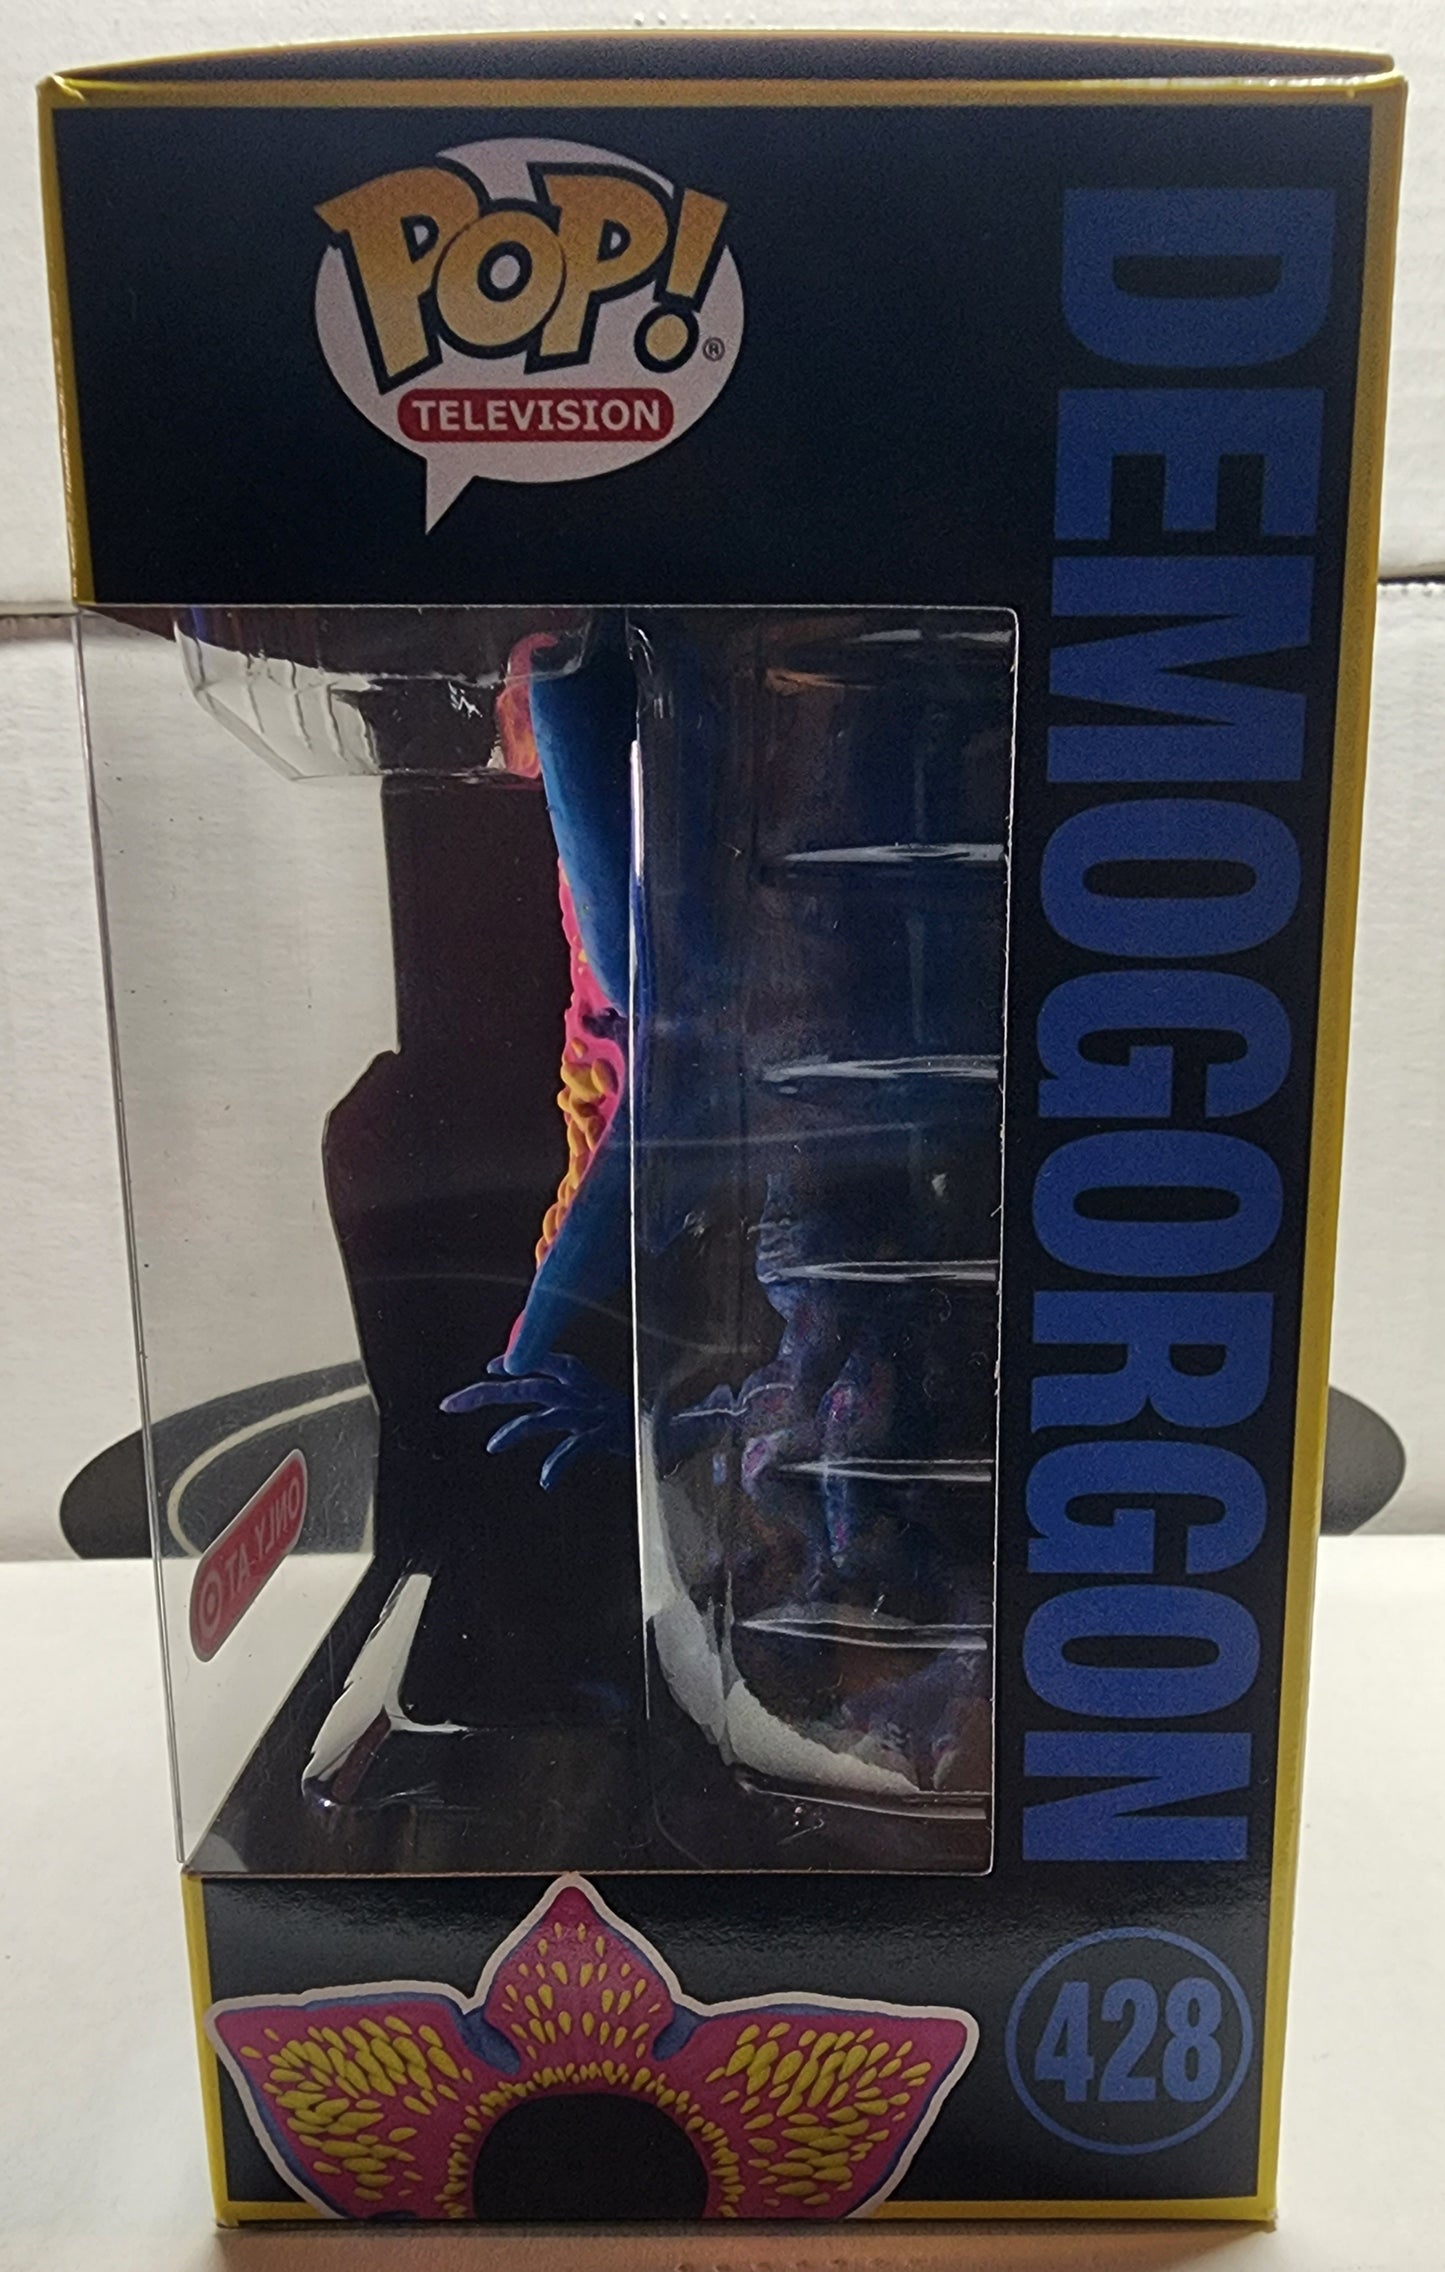 POP!®
TELEVISION
DEMOGORGON
ONLY AT
428